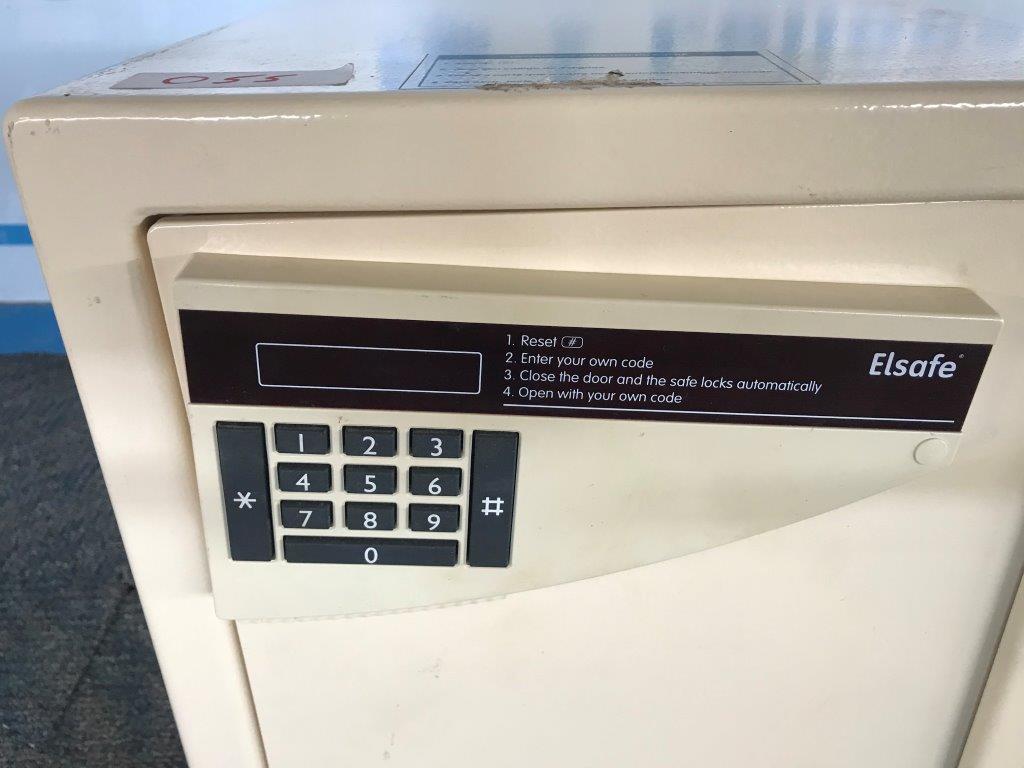 055
1. Reset #
2. Enter your own code
3. Close the door and the safe locks automatically
4. Open with your own code
Elsafe
1 2 3
4 5 6
* 7 8 9 #
0